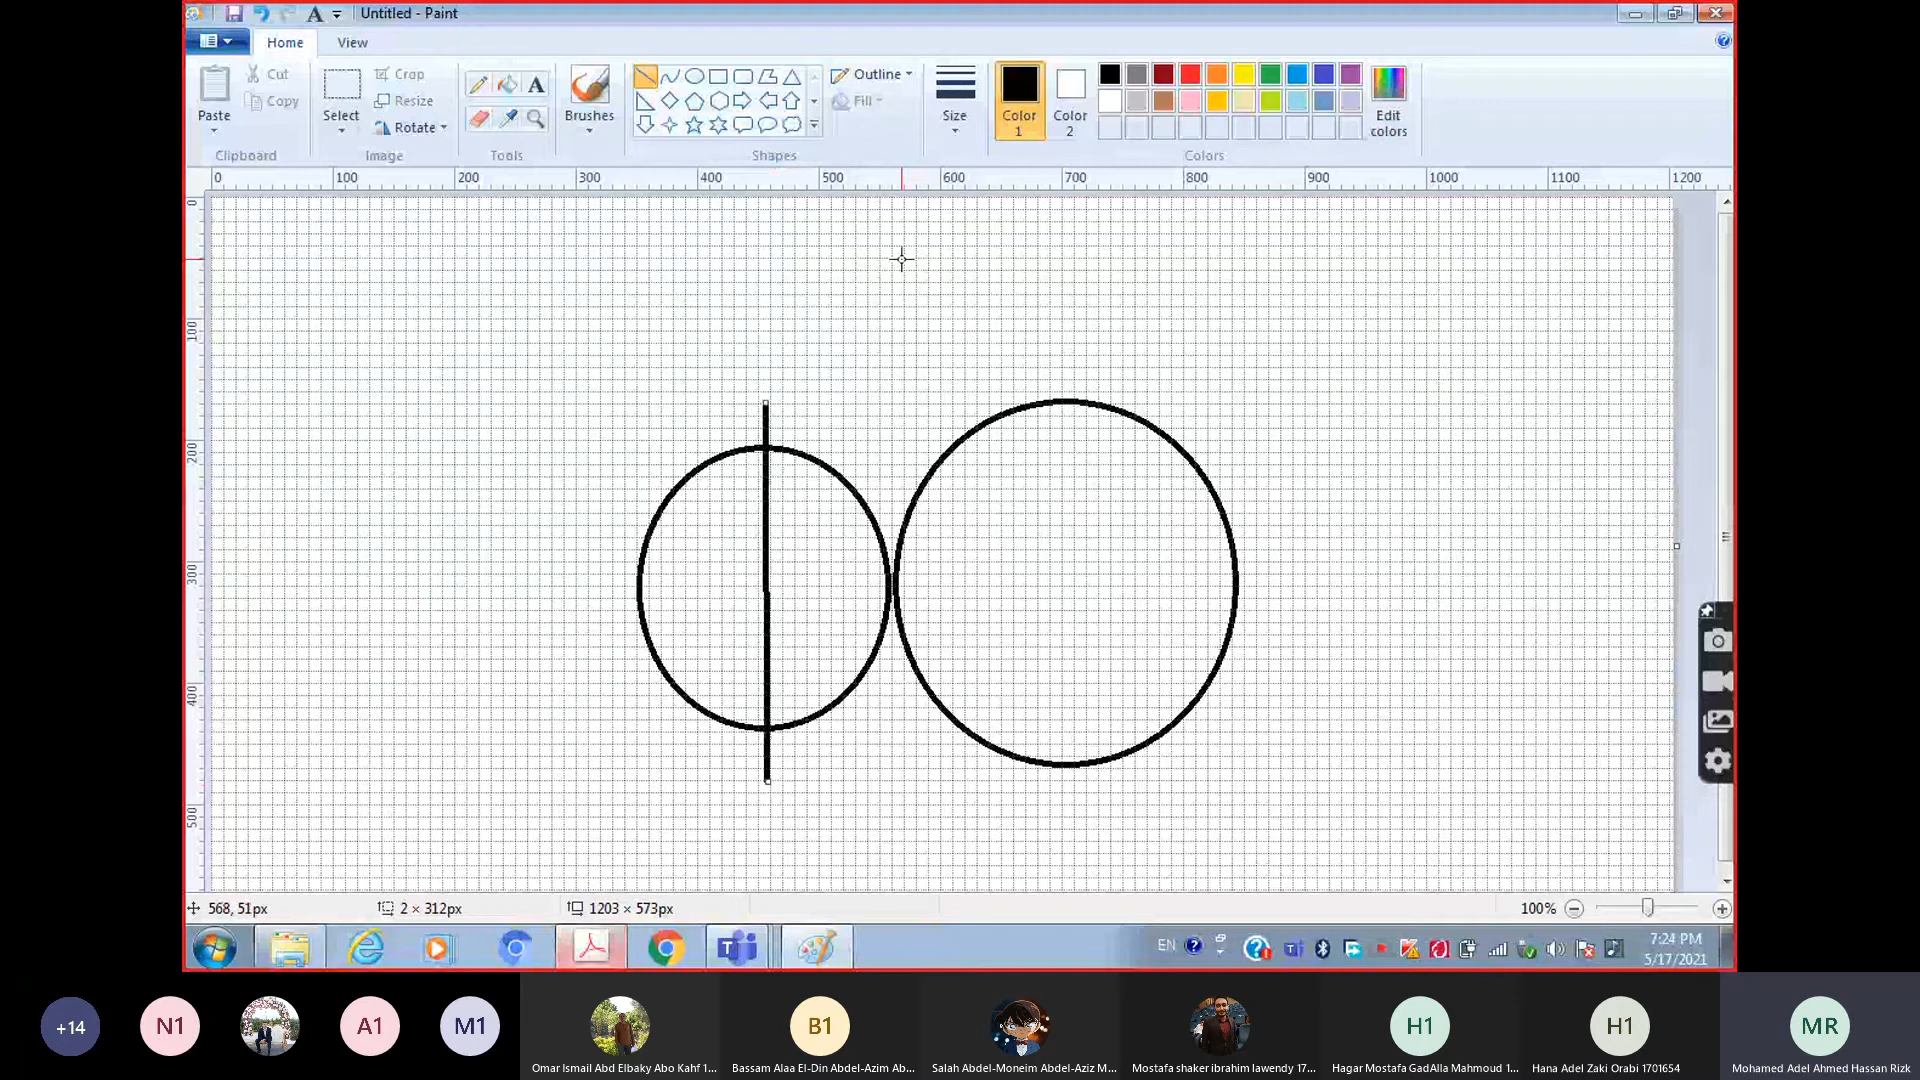 Untitled - Paint
Home View
Paste
Cut
Copy
Clipboard
Select
Crop
Resize
Rotate
Image
Tools
Brushes
Shapes
Outline
Fill
Size
Color 1
Color 2
Edit colors
Colors
0 100 200 300 400 500 600 700 800 900 1000 1100 1200
0
100
200
300
400
500
568, 51px 2 × 312px 1203 × 573px 100%
EN 7:24 PM
5/17/2021
+14 N1 A1 M1 B1 H1 H1 MR
Omar Ismail Abd Elbaky Abo Kahf 1... Bassam Alaa El-Din Abdel-Azim Ab... Salah Abdel-Moneim Abdel-Aziz M... Mostafa shaker ibrahim lawendy 17... Hagar Mostafa GadAlla Mahmoud 1... Hana Adel Zaki Orabi 1701654 Mohamed Adel Ahmed Hassan Rizk